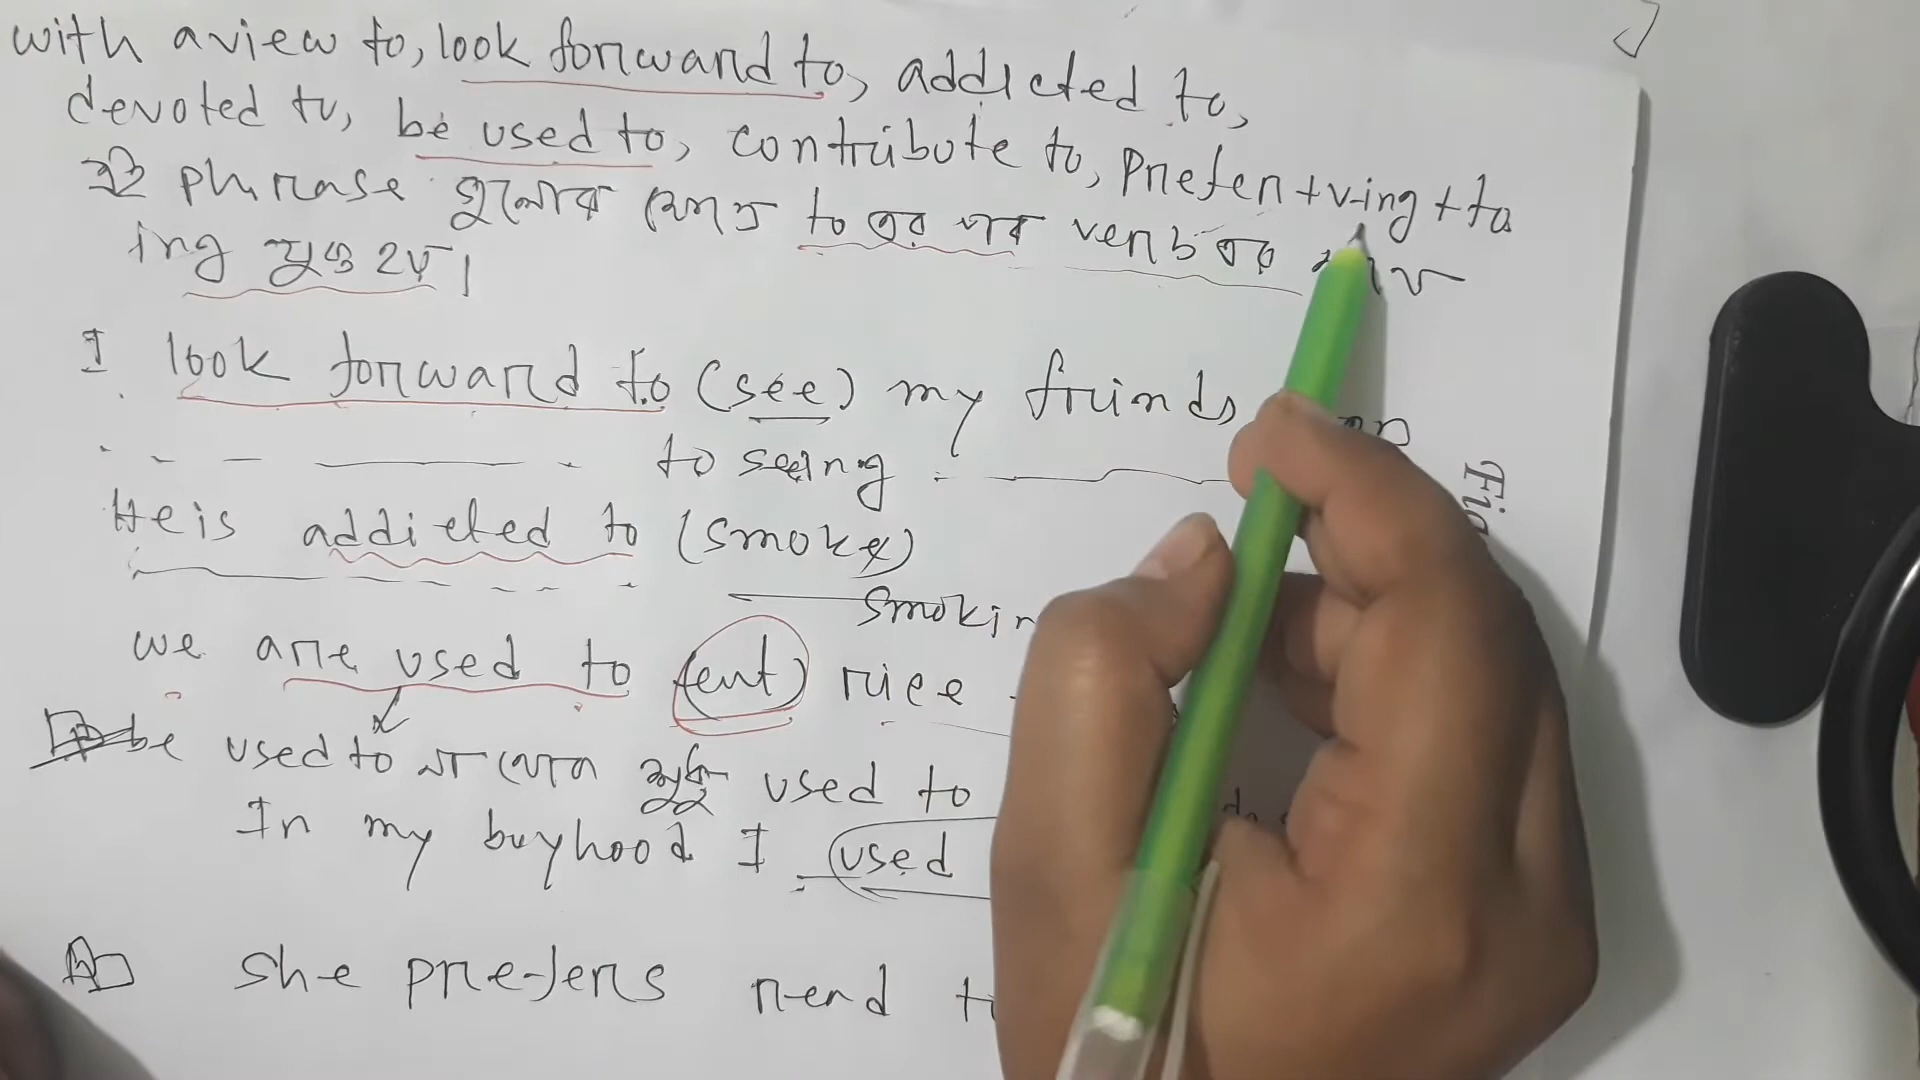 with a view to, look forward to, addicted to,
devoted to, be used to, contribute to, prefer+v-ing+to
এই phrase গুলোর to এর পর verb এর
ing যুক্ত হয়।
I look forward to (see) my friends
to seeing
He is addicted to (smoke)
we are used to (eat) rice
be used to না থেকে শুধু used to
In my boyhood I used
She prefers read